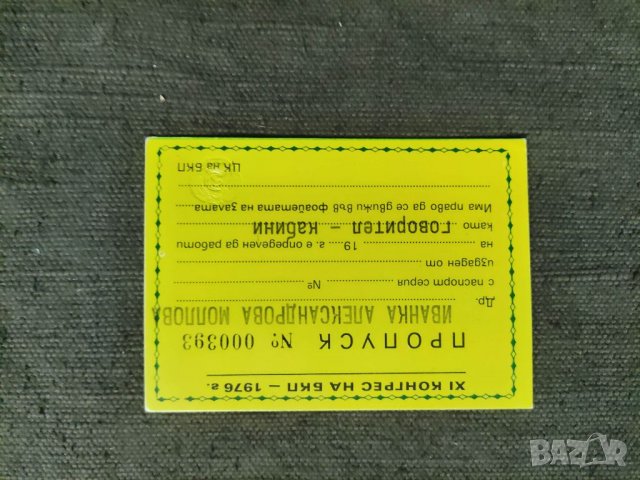 XI КОНГРЕС НА БКП – 1976 г.
ПРОПУСК № 000393
ИВАНКА АЛЕКСАНДРОВА МОЛЛОВА
Др.
с паспорт серия № 
издаден от
на 19 г. е определен да работи
като говорител – кабини
Има право да се движи във фоайетата на залата
ЦК на БКП
BAZAR